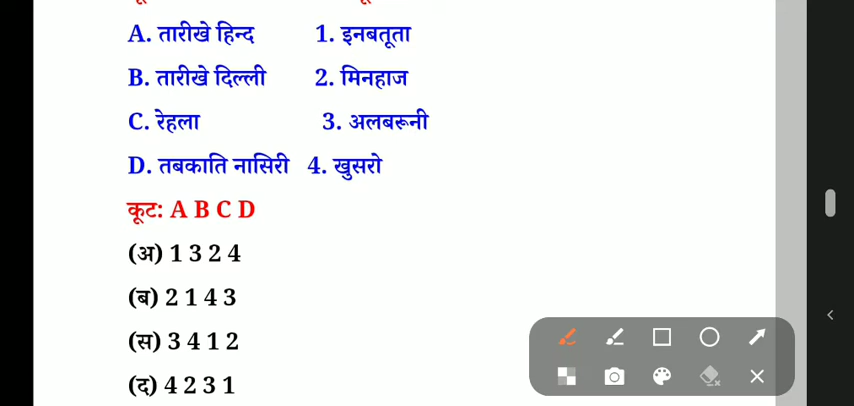 A. तारीखे हिन्द 1. इनबतूता
B. तारीखे दिल्ली 2. मिनहाज
C. रेहला 3. अलबरूनी
D. तबकाति नासिरी 4. खुसरो
कूट: A B C D
(अ) 1 3 2 4
(ब) 2 1 4 3
(स) 3 4 1 2
(द) 4 2 3 1